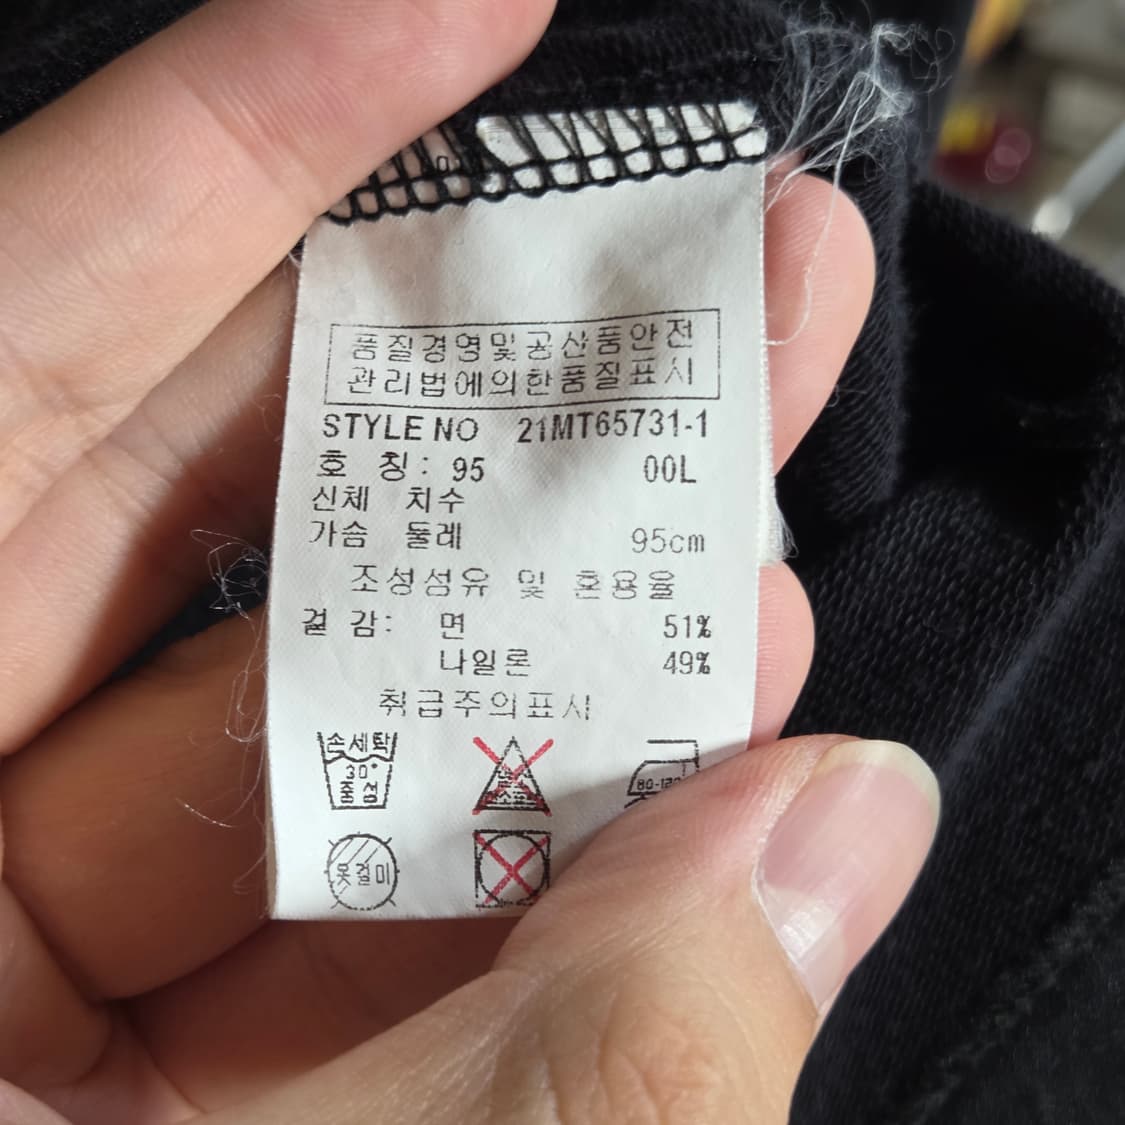 품질경영및공산품안전
관리법에의한품질표시
STYLE NO 21MT65731-1
호 칭: 95 00L
신체 치수
가슴 둘레 95cm
조성섬유 및 혼용율
겉 감: 면 51%
나일론 49%
취급주의표시
손세탁
30°
중성
80-120
옷걸이